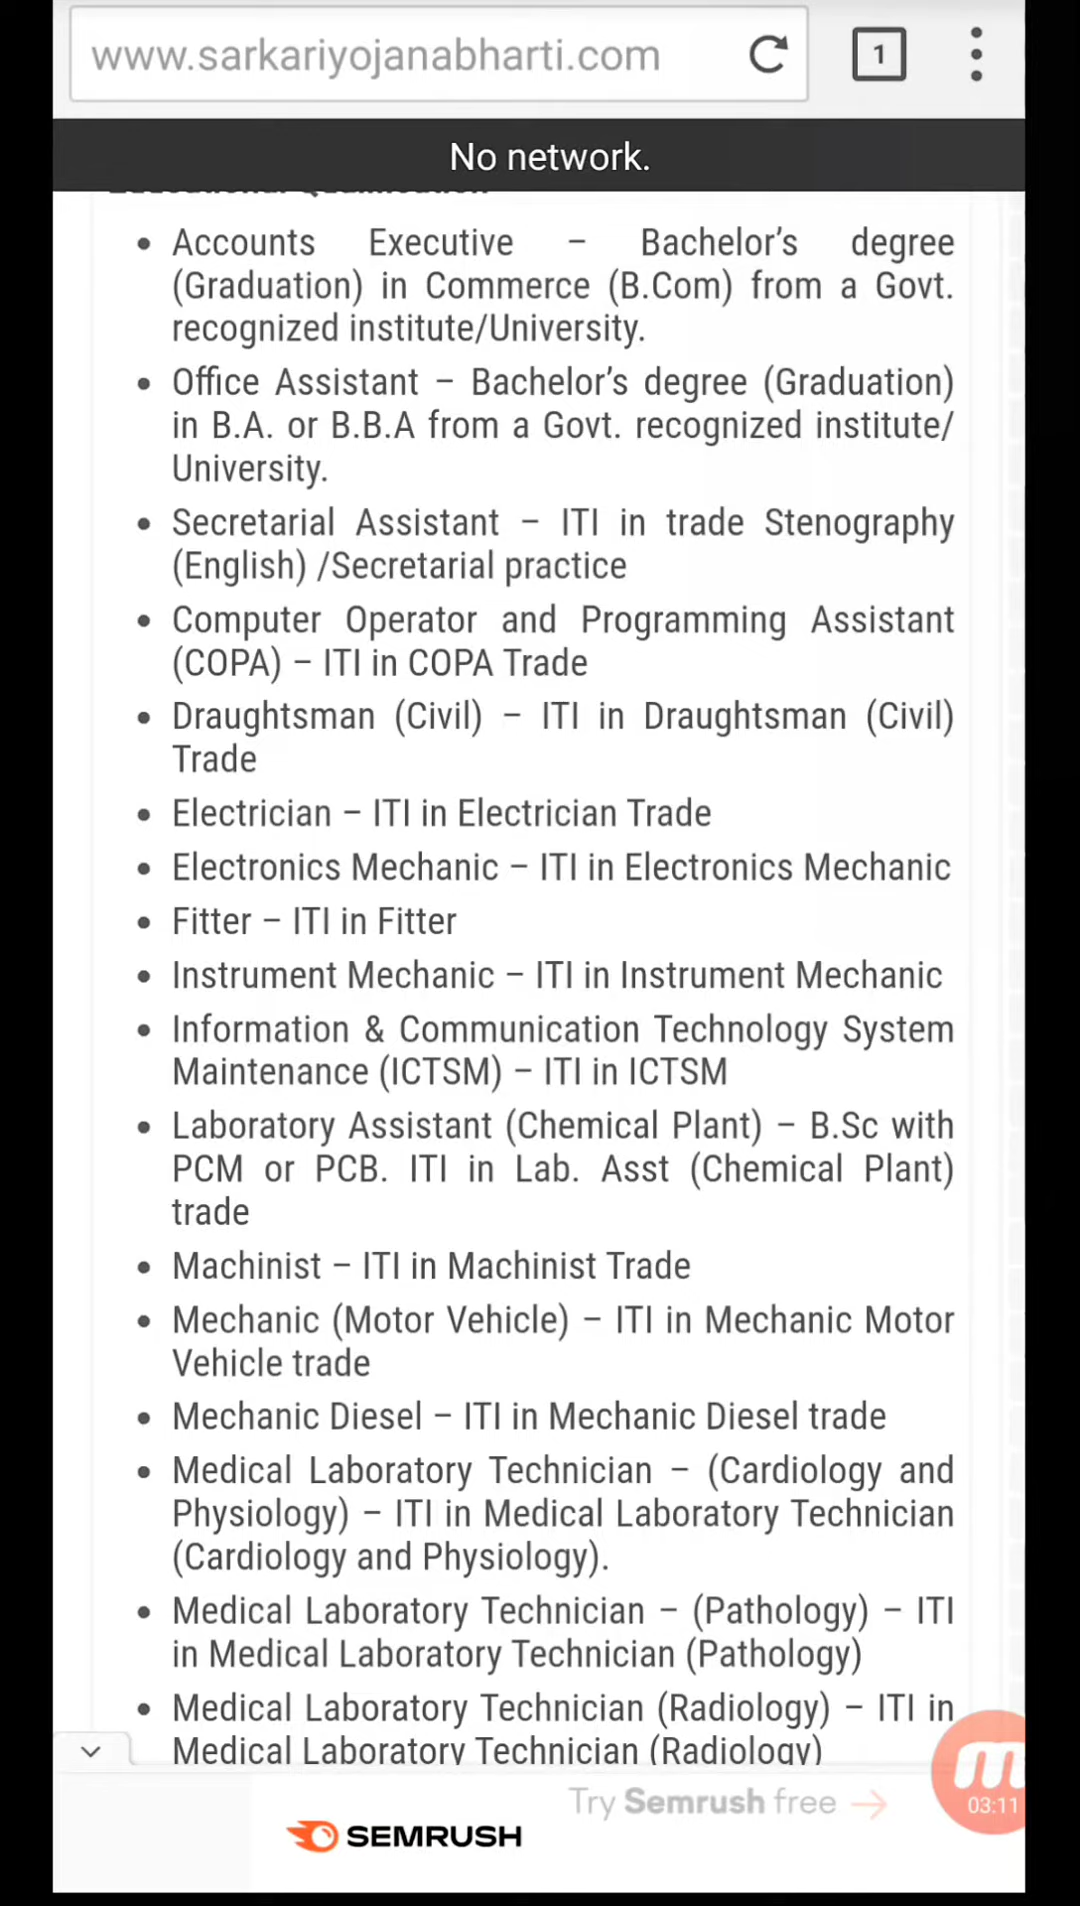 www.sarkariyojanabharti.com
1
No network.
Accounts Executive – Bachelor’s degree
(Graduation) in Commerce (B.Com) from a Govt.
recognized institute/University.
Office Assistant – Bachelor’s degree (Graduation)
in B.A. or B.B.A from a Govt. recognized institute/
University.
Secretarial Assistant – ITI in trade Stenography
(English) /Secretarial practice
Computer Operator and Programming Assistant
(COPA) – ITI in COPA Trade
Draughtsman (Civil) – ITI in Draughtsman (Civil)
Trade
Electrician – ITI in Electrician Trade
Electronics Mechanic – ITI in Electronics Mechanic
Fitter – ITI in Fitter
Instrument Mechanic – ITI in Instrument Mechanic
Information & Communication Technology System
Maintenance (ICTSM) – ITI in ICTSM
Laboratory Assistant (Chemical Plant) – B.Sc with
PCM or PCB. ITI in Lab. Asst (Chemical Plant)
trade
Machinist – ITI in Machinist Trade
Mechanic (Motor Vehicle) – ITI in Mechanic Motor
Vehicle trade
Mechanic Diesel – ITI in Mechanic Diesel trade
Medical Laboratory Technician – (Cardiology and
Physiology) – ITI in Medical Laboratory Technician
(Cardiology and Physiology).
Medical Laboratory Technician – (Pathology) – ITI
in Medical Laboratory Technician (Pathology)
Medical Laboratory Technician (Radiology) – ITI in
Medical Laboratory Technician (Radiology)
Try Semrush free
03:11
SEMRUSH